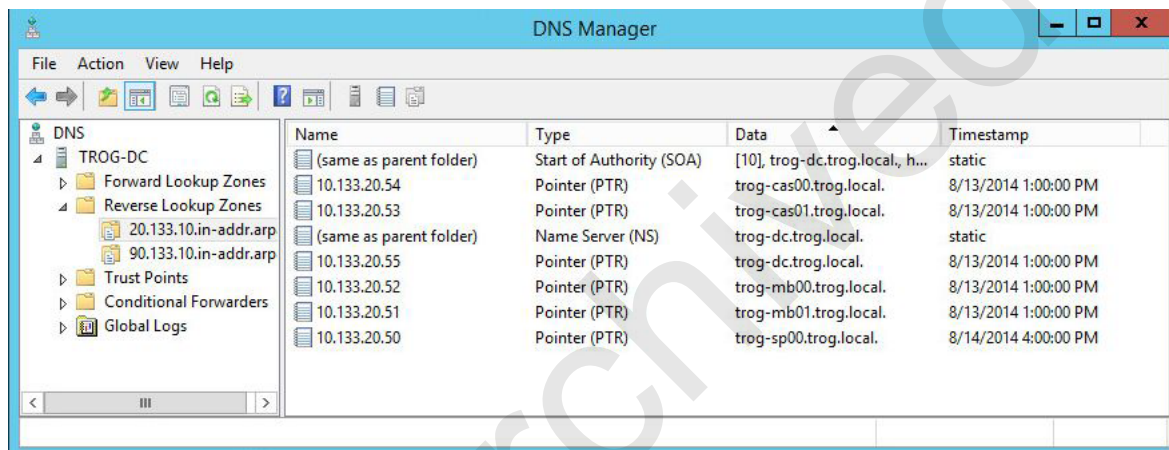 DNS Manager
File Action View Help
DNS
TROG-DC
Forward Lookup Zones
Reverse Lookup Zones
20.133.10.in-addr.arp
90.133.10.in-addr.arp
Trust Points
Conditional Forwarders
Global Logs
Name Type Data Timestamp
(same as parent folder) Start of Authority (SOA) [10], trog-dc.trog.local., h... static
10.133.20.54 Pointer (PTR) trog-cas00.trog.local. 8/13/2014 1:00:00 PM
10.133.20.53 Pointer (PTR) trog-cas01.trog.local. 8/13/2014 1:00:00 PM
(same as parent folder) Name Server (NS) trog-dc.trog.local. static
10.133.20.55 Pointer (PTR) trog-dc.trog.local. 8/13/2014 1:00:00 PM
10.133.20.52 Pointer (PTR) trog-mb00.trog.local. 8/13/2014 1:00:00 PM
10.133.20.51 Pointer (PTR) trog-mb01.trog.local. 8/13/2014 1:00:00 PM
10.133.20.50 Pointer (PTR) trog-sp00.trog.local. 8/14/2014 4:00:00 PM
rchived